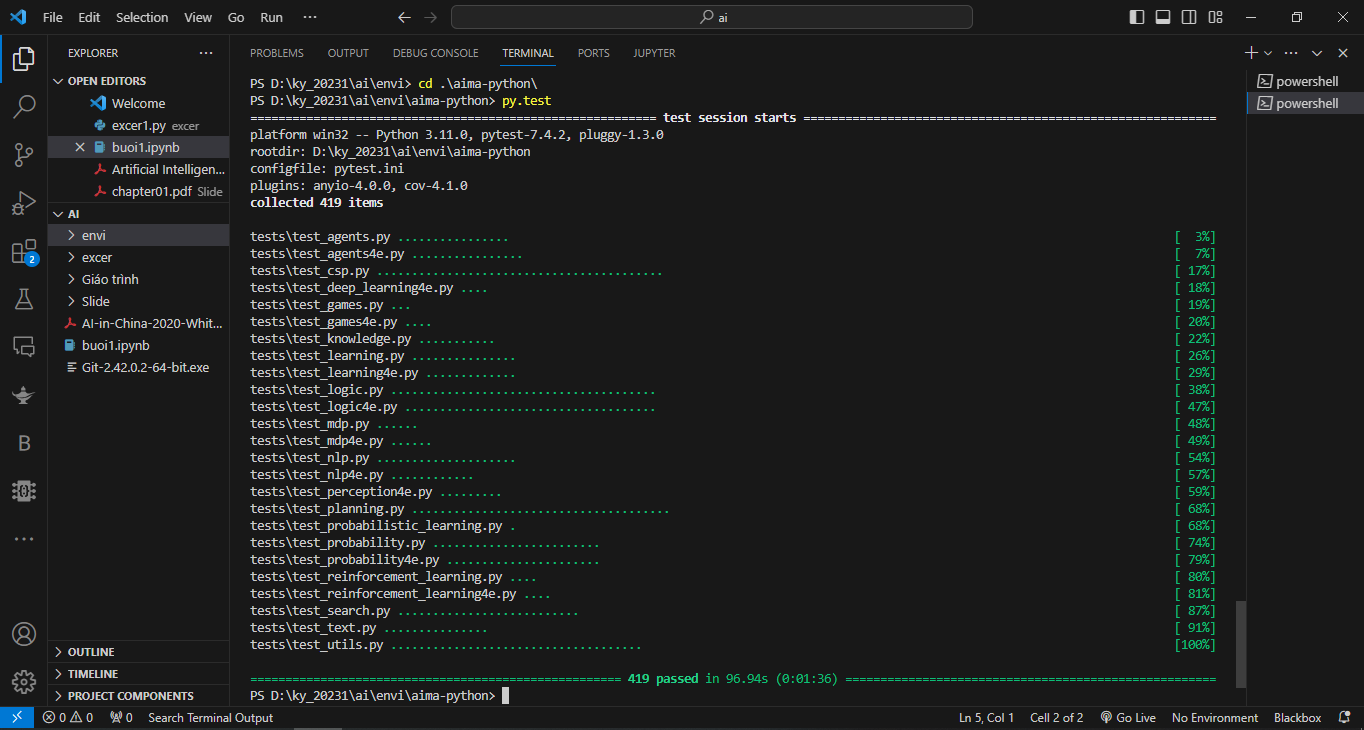 File Edit Selection View Go Run ···
ai
EXPLORER ···
OPEN EDITORS
Welcome
excer1.py excer
buoi1.ipynb
Artificial Intelligen...
chapter01.pdf Slide
AI
envi
excer
Giáo trình
Slide
AI-in-China-2020-Whit...
buoi1.ipynb
Git-2.42.0.2-64-bit.exe
OUTLINE
TIMELINE
PROJECT COMPONENTS
2
B
PROBLEMS OUTPUT DEBUG CONSOLE TERMINAL PORTS JUPYTER
powershell
powershell
PS D:\ky_20231\ai\envi> cd .\aima-python\
PS D:\ky_20231\ai\envi\aima-python> py.test
========================================================== test session starts ===========================================================
platform win32 -- Python 3.11.0, pytest-7.4.2, pluggy-1.3.0
rootdir: D:\ky_20231\ai\envi\aima-python
configfile: pytest.ini
plugins: anyio-4.0.0, cov-4.1.0
collected 419 items
tests\test_agents.py ................ [  3%]
tests\test_agents4e.py ................ [  7%]
tests\test_csp.py ......................................... [ 17%]
tests\test_deep_learning4e.py .... [ 18%]
tests\test_games.py ... [ 19%]
tests\test_games4e.py .... [ 20%]
tests\test_knowledge.py ........... [ 22%]
tests\test_learning.py ............... [ 26%]
tests\test_learning4e.py ............. [ 29%]
tests\test_logic.py ...................................... [ 38%]
tests\test_logic4e.py .................................... [ 47%]
tests\test_mdp.py ...... [ 48%]
tests\test_mdp4e.py ...... [ 49%]
tests\test_nlp.py .................... [ 54%]
tests\test_nlp4e.py ............ [ 57%]
tests\test_perception4e.py ......... [ 59%]
tests\test_planning.py ..................................... [ 68%]
tests\test_probabilistic_learning.py . [ 68%]
tests\test_probability.py ........................ [ 74%]
tests\test_probability4e.py ...................... [ 79%]
tests\test_reinforcement_learning.py .... [ 80%]
tests\test_reinforcement_learning4e.py .... [ 81%]
tests\test_search.py .......................... [ 87%]
tests\test_text.py ............... [ 91%]
tests\test_utils.py .................................... [100%]
===================================================== 419 passed in 96.94s (0:01:36) =====================================================
PS D:\ky_20231\ai\envi\aima-python>
0 0 0 Search Terminal Output Ln 5, Col 1 Cell 2 of 2 Go Live No Environment Blackbox